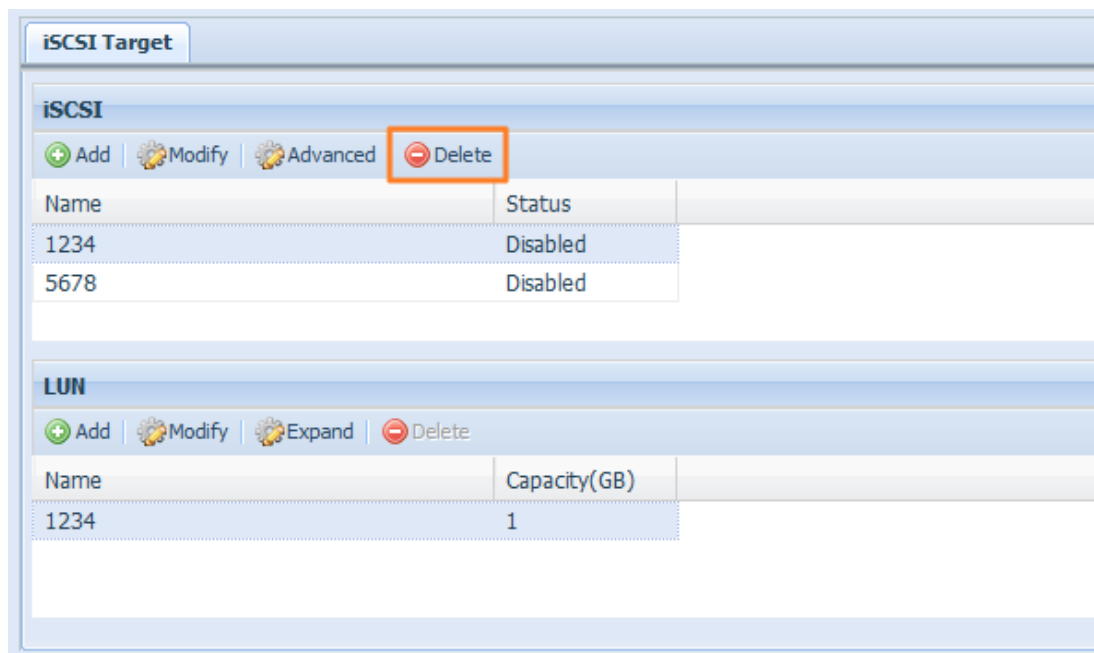 iSCSI Target
iSCSI
Add Modify Advanced Delete
Name Status
1234 Disabled
5678 Disabled
LUN
Add Modify Expand Delete
Name Capacity(GB)
1234 1